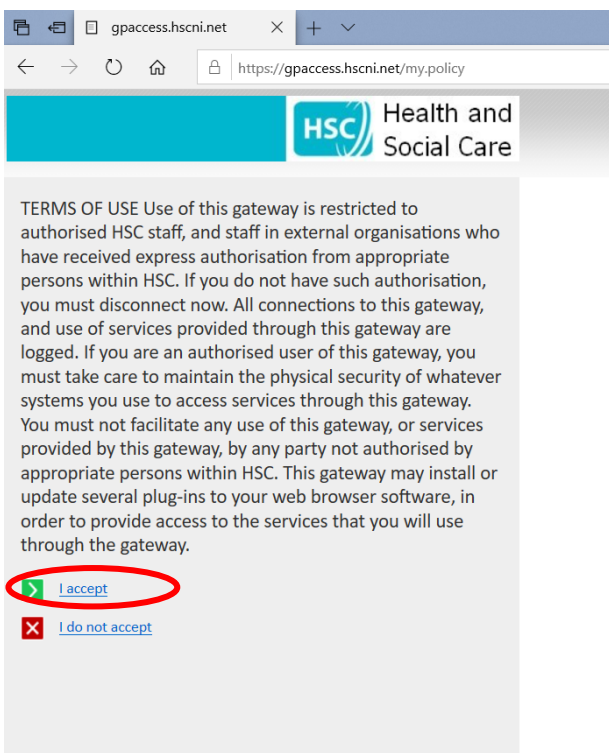 gpaccess.hscni.net
https://gpaccess.hscni.net/my.policy
HSC
Health and
Social Care
TERMS OF USE Use of this gateway is restricted to
authorised HSC staff, and staff in external organisations who
have received express authorisation from appropriate
persons within HSC. If you do not have such authorisation,
you must disconnect now. All connections to this gateway,
and use of services provided through this gateway are
logged. If you are an authorised user of this gateway, you
must take care to maintain the physical security of whatever
systems you use to access services through this gateway.
You must not facilitate any use of this gateway, or services
provided by this gateway, by any party not authorised by
appropriate persons within HSC. This gateway may install or
update several plug-ins to your web browser software, in
order to provide access to the services that you will use
through the gateway.
I accept
I do not accept